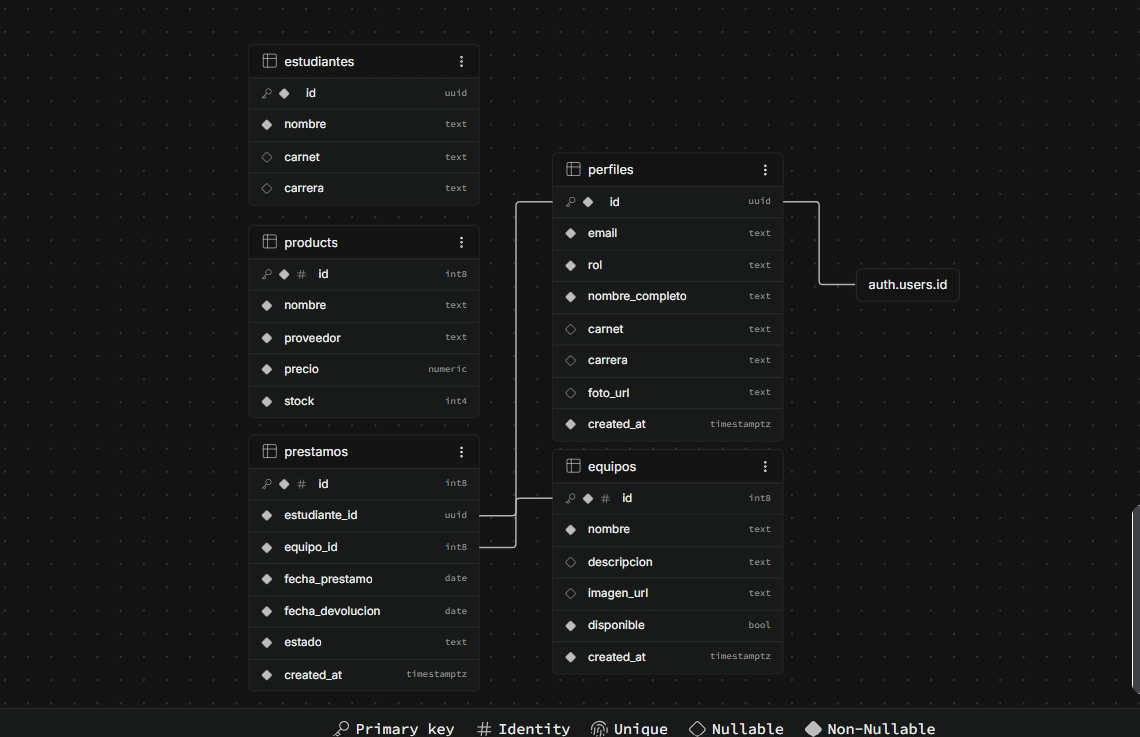 estudiantes
id uuid
nombre text
carnet text
carrera text
products
# id int8
nombre text
proveedor text
precio numeric
stock int4
prestamos
# id int8
estudiante_id uuid
equipo_id int8
fecha_prestamo date
fecha_devolucion date
estado text
created_at timestamptz
perfiles
id uuid
email text
rol text
nombre_completo text
carnet text
carrera text
foto_url text
created_at timestamptz
equipos
# id int8
nombre text
descripcion text
imagen_url text
disponible bool
created_at timestamptz
auth.users.id
Primary key # Identity Unique Nullable Non-Nullable